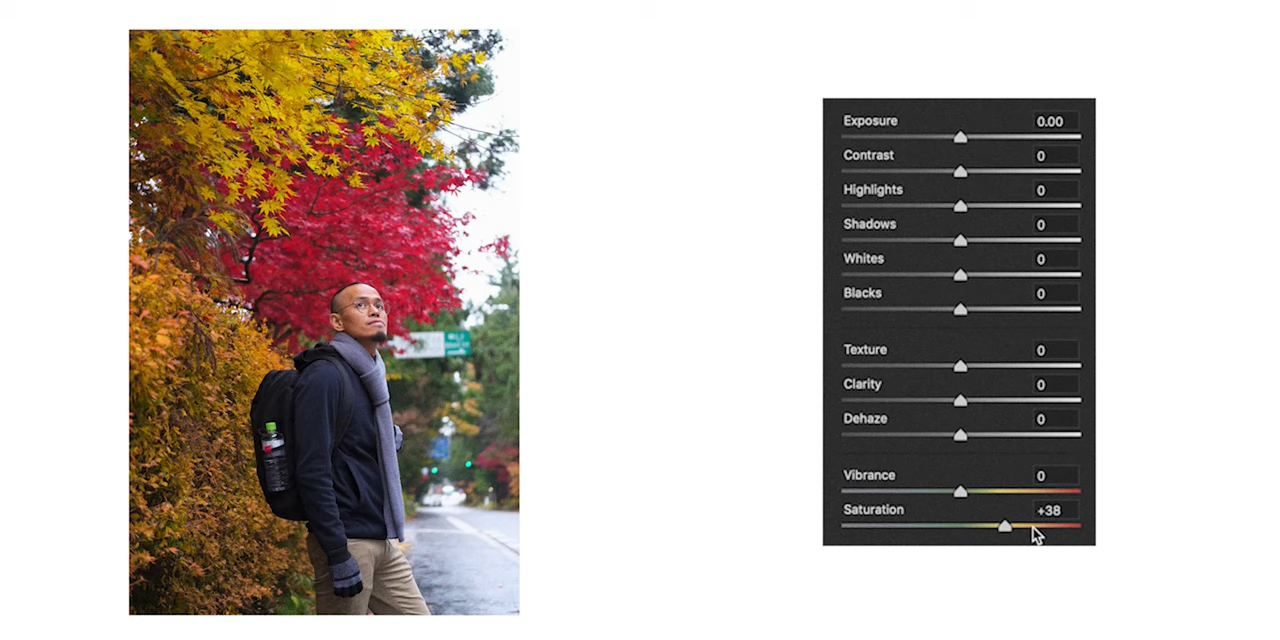 Exposure 0.00
Contrast 0
Highlights 0
Shadows 0
Whites 0
Blacks 0
Texture 0
Clarity 0
Dehaze 0
Vibrance 0
Saturation +38